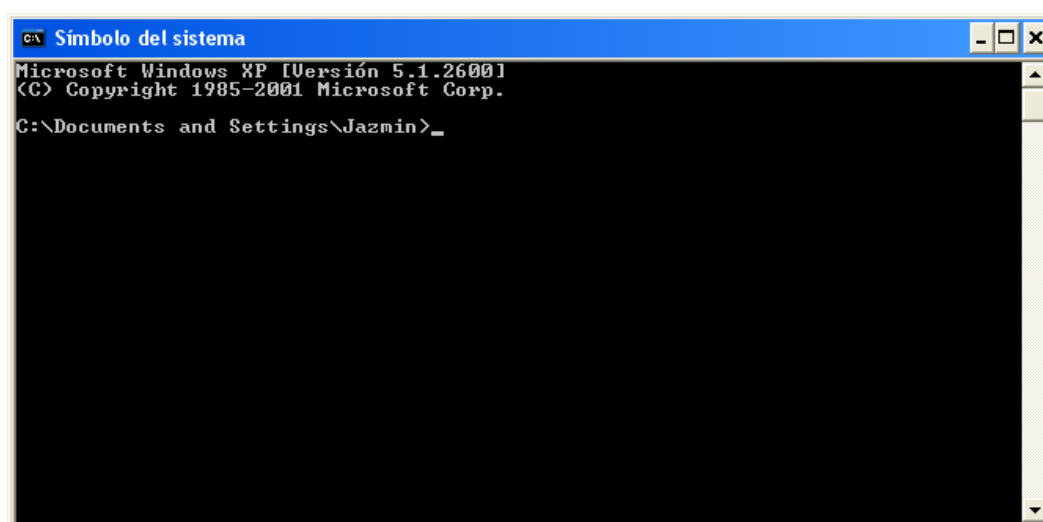 Símbolo del sistema
Microsoft Windows XP [Versión 5.1.2600]
(C) Copyright 1985-2001 Microsoft Corp.
C:\Documents and Settings\Jazmin>_